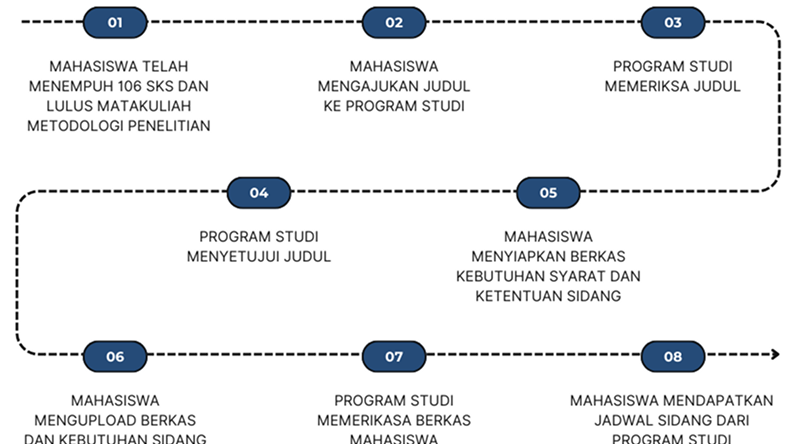 01
MAHASISWA TELAH
MENEMPUH 106 SKS DAN
LULUS MATAKULIAH
METODOLOGI PENELITIAN
02
MAHASISWA
MENGAJUKAN JUDUL
KE PROGRAM STUDI
03
PROGRAM STUDI
MEMERIKSA JUDUL
04
PROGRAM STUDI
MENYETUJUI JUDUL
05
MAHASISWA
MENYIAPKAN BERKAS
KEBUTUHAN SYARAT DAN
KETENTUAN SIDANG
06
MAHASISWA
MENGUPLOAD BERKAS
DAN KEBUTUHAN SIDANG
07
PROGRAM STUDI
MEMERIKASA BERKAS
MAHASISWA
08
MAHASISWA MENDAPATKAN
JADWAL SIDANG DARI
PROGRAM STUDI